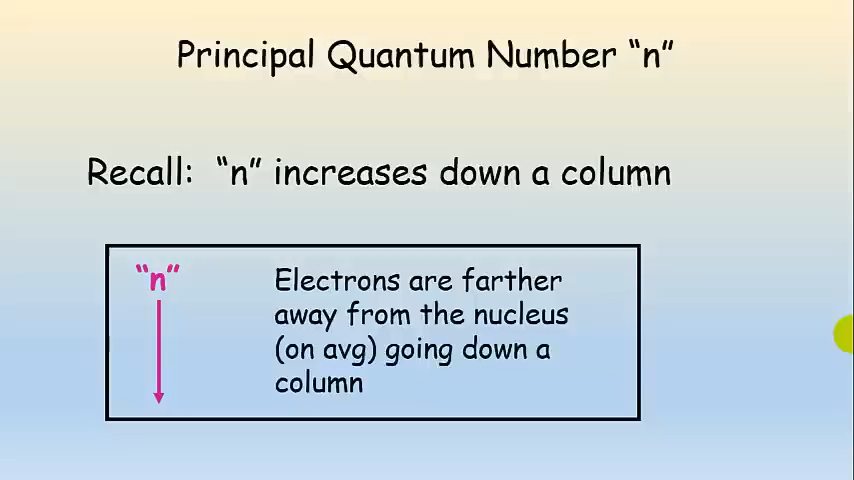 Principal Quantum Number “n”
Recall: “n” increases down a column
“n”
Electrons are farther
away from the nucleus
(on avg) going down a
column